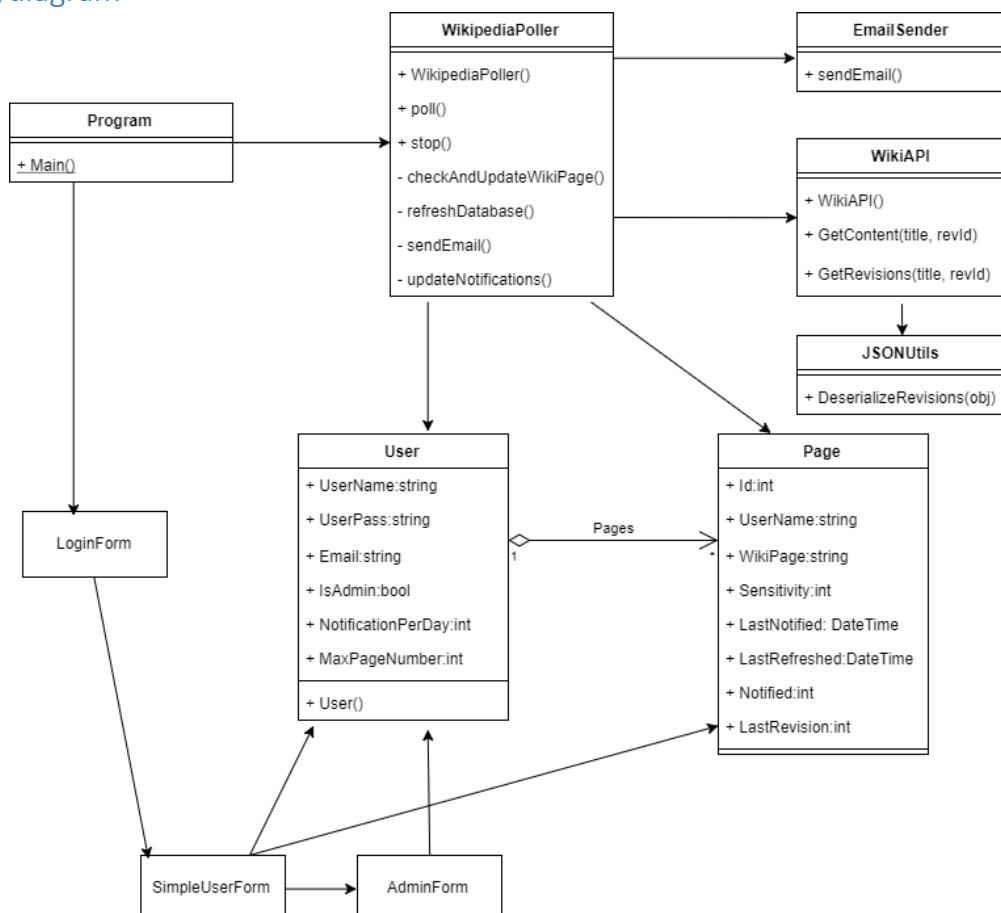 diagram
WikipediaPoller
+ WikipediaPoller()
+ poll()
+ stop()
- checkAndUpdateWikiPage()
- refreshDatabase()
- sendEmail()
- updateNotifications()
EmailSender
+ sendEmail()
Program
+ Main()
WikiAPI
+ WikiAPI()
+ GetContent(title, revId)
+ GetRevisions(title, revId)
JSONUtils
+ DeserializeRevisions(obj)
User
+ UserName:string
+ UserPass:string
+ Email:string
+ IsAdmin:bool
+ NotificationPerDay:int
+ MaxPageNumber:int
+ User()
Pages
1
*
Page
+ Id:int
+ UserName:string
+ WikiPage:string
+ Sensitivity:int
+ LastNotified: DateTime
+ LastRefreshed:DateTime
+ Notified:int
+ LastRevision:int
LoginForm
SimpleUserForm
AdminForm